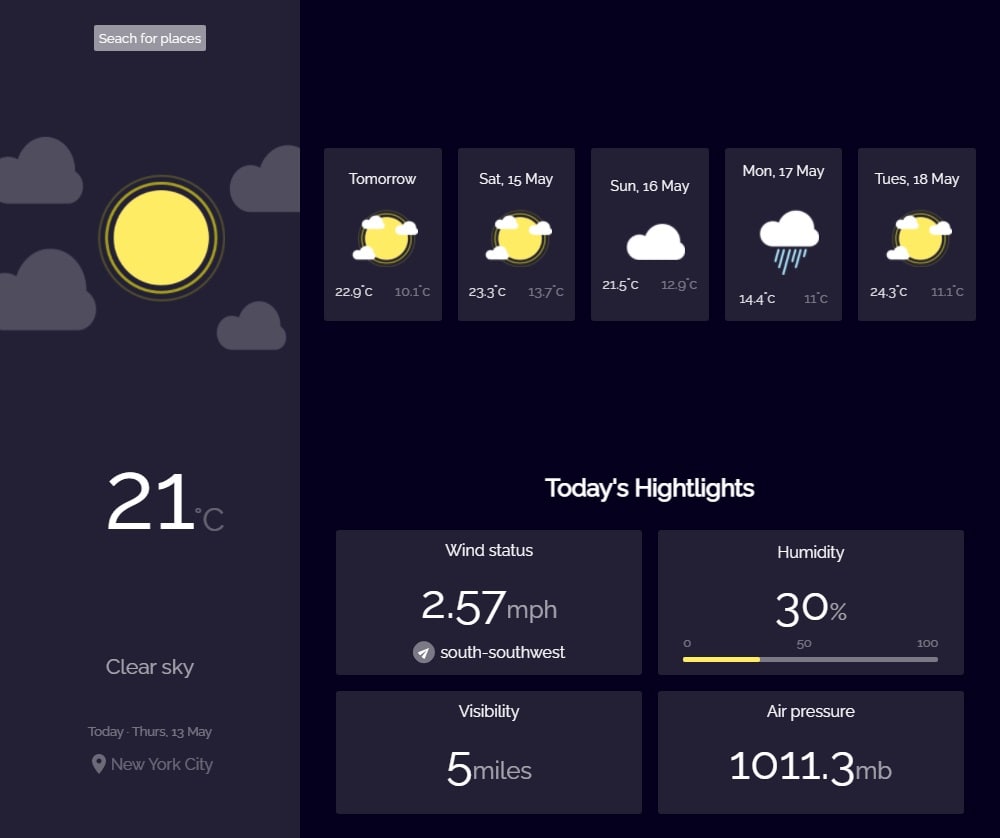 Seach for places
21°C
Clear sky
Today · Thurs, 13 May
New York City
Tomorrow
22.9°c 10.1°c
Sat, 15 May
23.3°c 13.7°c
Sun, 16 May
21.5°c 12.9°c
Mon, 17 May
14.4°c 11°c
Tues, 18 May
24.3°c 11.1°c
Today's Hightlights
Wind status
2.57mph
south-southwest
Humidity
30%
0 50 100
Visibility
5miles
Air pressure
1011.3mb